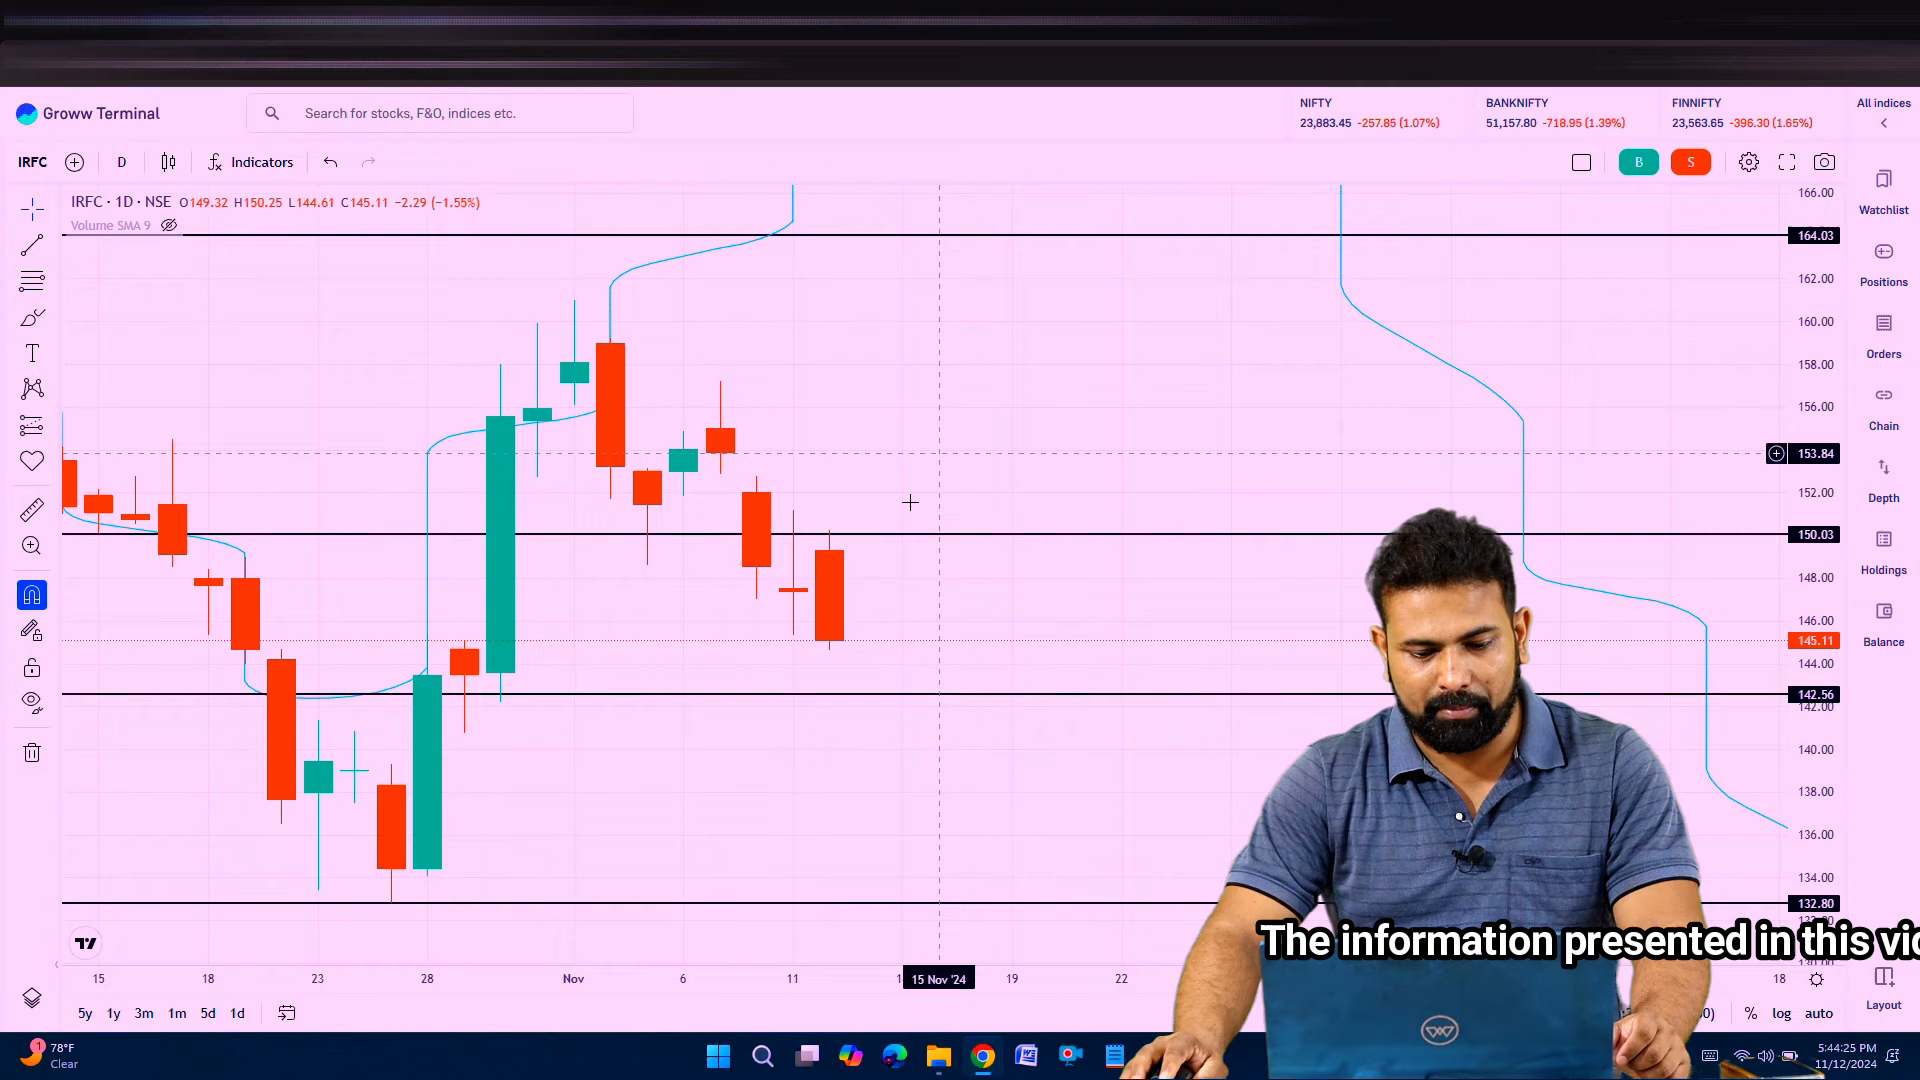 Groww Terminal
Search for stocks, F&O, indices etc.
NIFTY
23,883.45 -257.85 (1.07%)
BANKNIFTY
51,157.80 -718.95 (1.39%)
FINNIFTY
23,563.65 -396.30 (1.65%)
All indices
IRFC
D
Indicators
B
S
IRFC · 1D · NSE O149.32 H150.25 L144.61 C145.11 −2.29 (−1.55%)
Volume SMA 9
166.00
164.03
162.00
160.00
158.00
156.00
153.84
152.00
150.03
148.00
146.00
145.11
144.00
142.56
142.00
140.00
138.00
136.00
134.00
132.80
Watchlist
Positions
Orders
Chain
Depth
Holdings
Balance
Layout
The information presented in this
15
18
23
28
Nov
6
11
15 Nov '24
19
22
18
5y
1y
3m
1m
5d
1d
%
log
auto
1
78°F
Clear
5:44:25 PM
11/12/2024